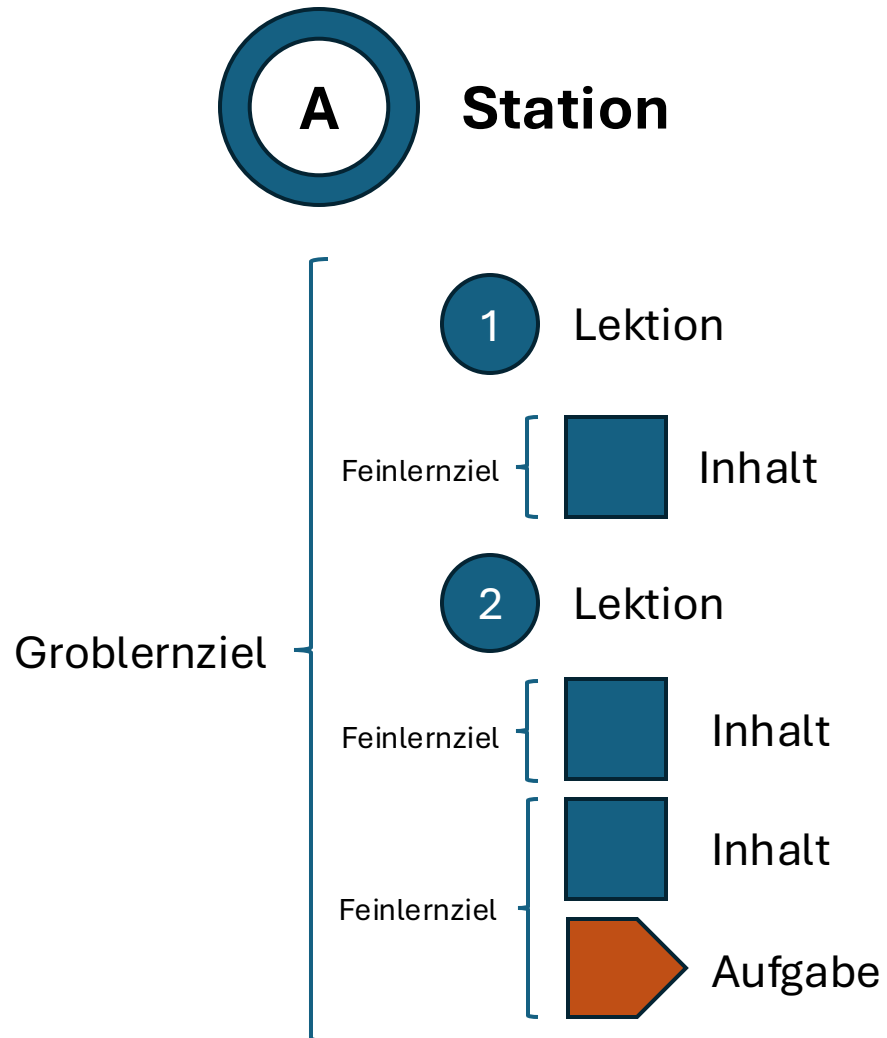 A Station
1 Lektion
Feinlernziel Inhalt
2 Lektion
Groblernziel
Feinlernziel Inhalt
Inhalt
Feinlernziel
Aufgabe